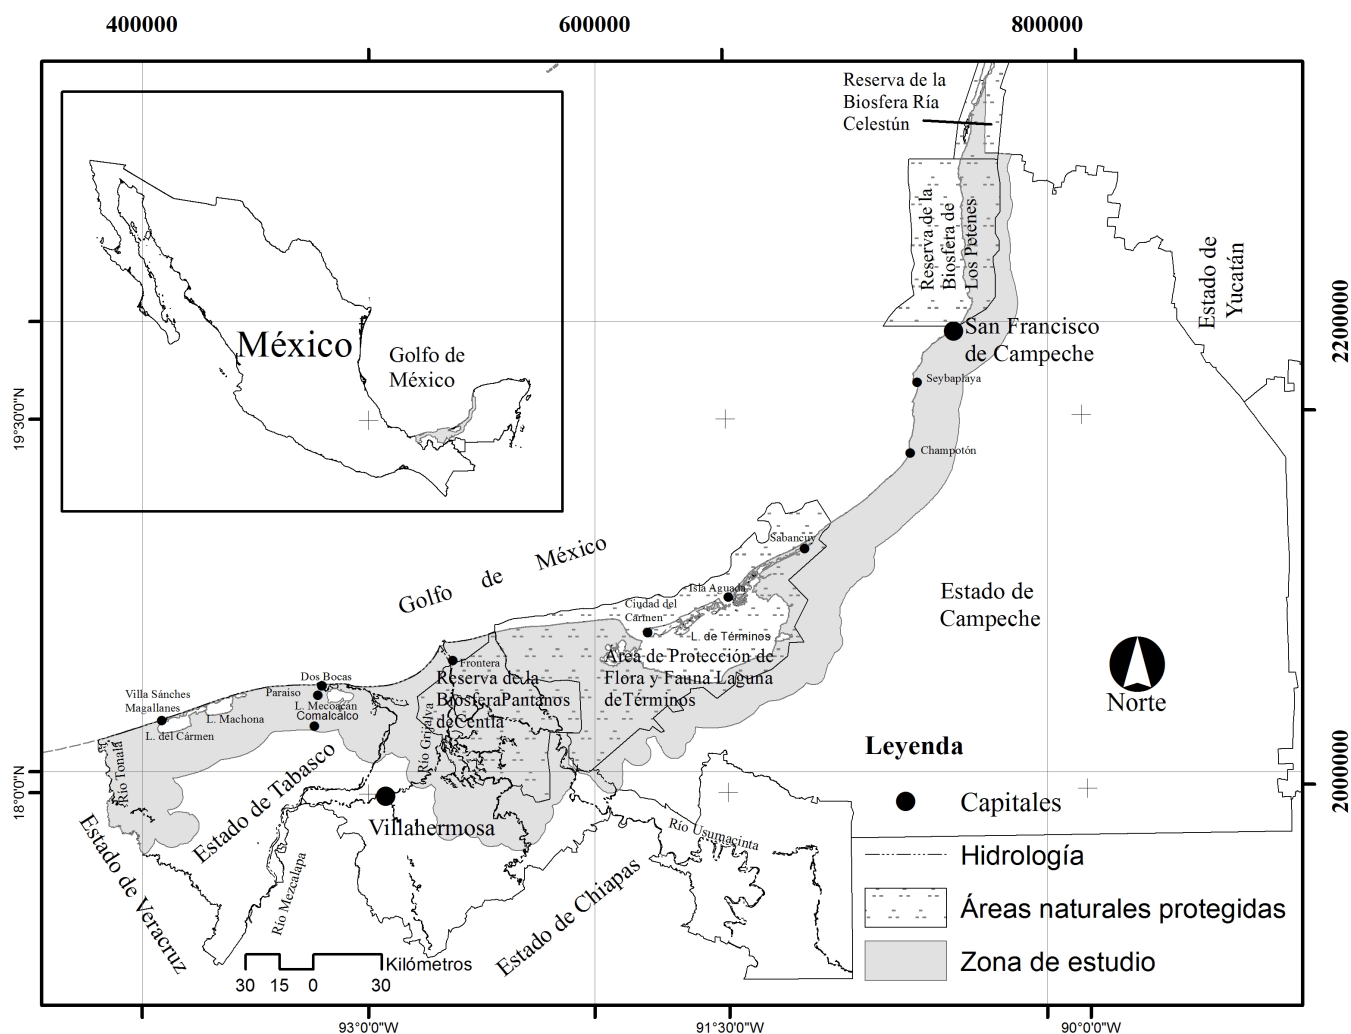 400000
600000
800000
Reserva de la
Biosfera Ría
Celestún
Reserva de la
Biosfera de
Los Petenes
Estado de
Yucatán
México
Golfo de
México
San Francisco
de Campeche
2200000
Seybaplaya
19°30'0"N
Champotón
Sabancuy
Golfo de México
Isla Aguada
Ciudad del
Carmen
L. de Términos
Estado de
Campeche
Área de Protección de
Flora y Fauna Laguna
deTérminos
Frontera
Reserva de la
BiosferaPantanos
deCentla
Dos Bocas
Paraíso
L. Mecoacán
Comalcalco
Villa Sánches
Magallanes
L. Machona
L. del Cármen
Río Tonalá
Río Grijalva
Norte
Leyenda
Capitales
Hidrología
Áreas naturales protegidas
Zona de estudio
2000000
18°0'0"N
Estado de Tabasco
Villahermosa
Río Usumacinta
Estado de Veracruz
Río Mezcalapa
Estado de Chiapas
Kilómetros
30 15 0 30
93°0'0"W
91°30'0"W
90°0'0"W